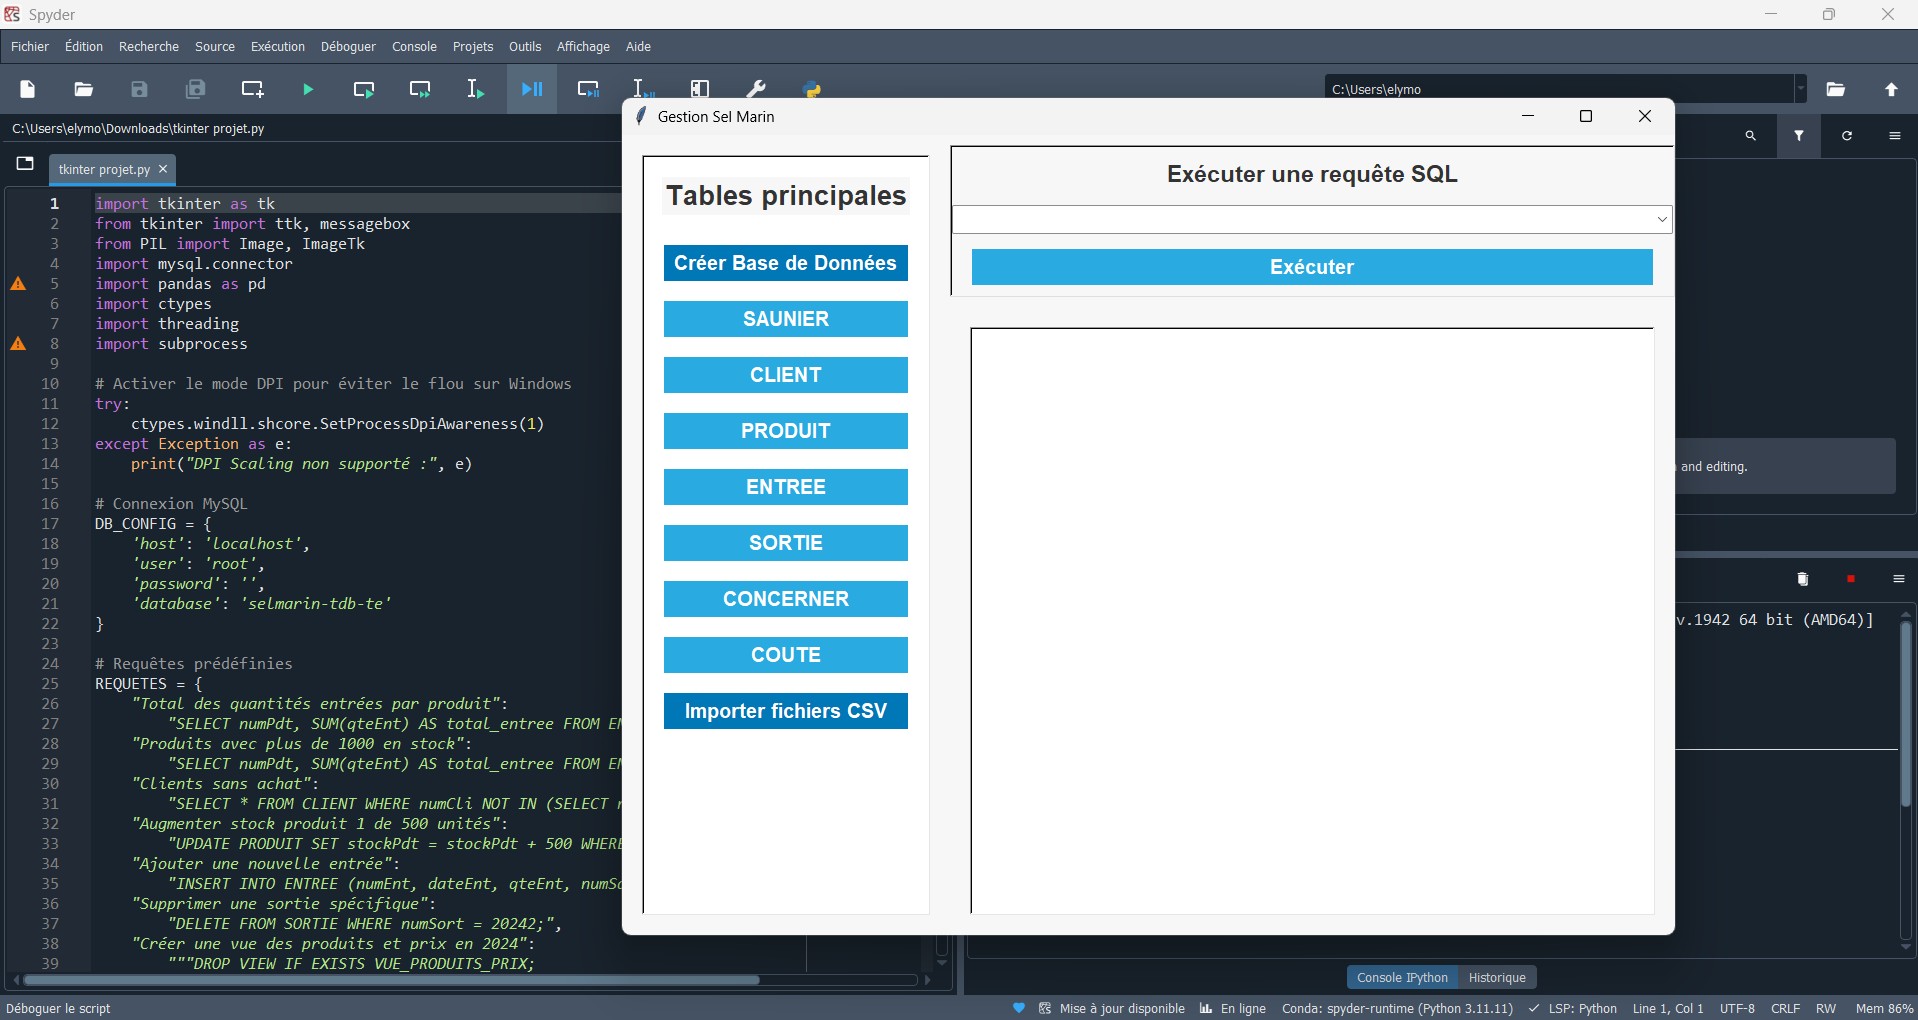 Spyder
Fichier Édition Recherche Source Exécution Déboguer Console Projets Outils Affichage Aide
C:\Users\elymo
C:\Users\elymo\Downloads\tkinter projet.py
tkinter projet.py
1 import tkinter as tk
2 from tkinter import ttk, messagebox
3 from PIL import Image, ImageTk
4 import mysql.connector
5 import pandas as pd
6 import ctypes
7 import threading
8 import subprocess
9
10 # Activer le mode DPI pour éviter le flou sur Windows
11 try:
12 ctypes.windll.shcore.SetProcessDpiAwareness(1)
13 except Exception as e:
14 print("DPI Scaling non supporté :", e)
15
16 # Connexion MySQL
17 DB_CONFIG = {
18 'host': 'localhost',
19 'user': 'root',
20 'password': '',
21 'database': 'selmarin-tdb-te'
22 }
23
24 # Requêtes prédéfinies
25 REQUETES = {
26 "Total des quantités entrées par produit":
27 "SELECT numPdt, SUM(qteEnt) AS total_entree FROM
28 "Produits avec plus de 1000 en stock":
29 "SELECT numPdt, SUM(qteEnt) AS total_entree FROM
30 "Clients sans achat":
31 "SELECT * FROM CLIENT WHERE numCli NOT IN (SELECT
32 "Augmenter stock produit 1 de 500 unités":
33 "UPDATE PRODUIT SET stockPdt = stockPdt + 500 WHERE
34 "Ajouter une nouvelle entrée":
35 "INSERT INTO ENTREE (numEnt, dateEnt, qteEnt,
36 "Supprimer une sortie spécifique":
37 "DELETE FROM SORTIE WHERE numSort = 20242;",
38 "Créer une vue des produits et prix en 2024":
39 """DROP VIEW IF EXISTS VUE_PRODUITS_PRIX;
Gestion Sel Marin
Tables principales
Créer Base de Données
SAUNIER
CLIENT
PRODUIT
ENTREE
SORTIE
CONCERNER
COUTE
Importer fichiers CSV
Exécuter une requête SQL
Exécuter
and editing.
v.1942 64 bit (AMD64)]
Console IPython Historique
Déboguer le script
Mise à jour disponible En ligne Conda: spyder-runtime (Python 3.11.11) LSP: Python Line 1, Col 1 UTF-8 CRLF RW Mem 86%